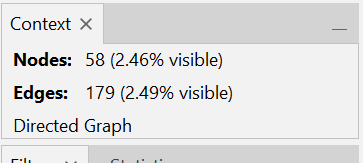 Context
Nodes: 58 (2.46% visible)
Edges: 179 (2.49% visible)
Directed Graph